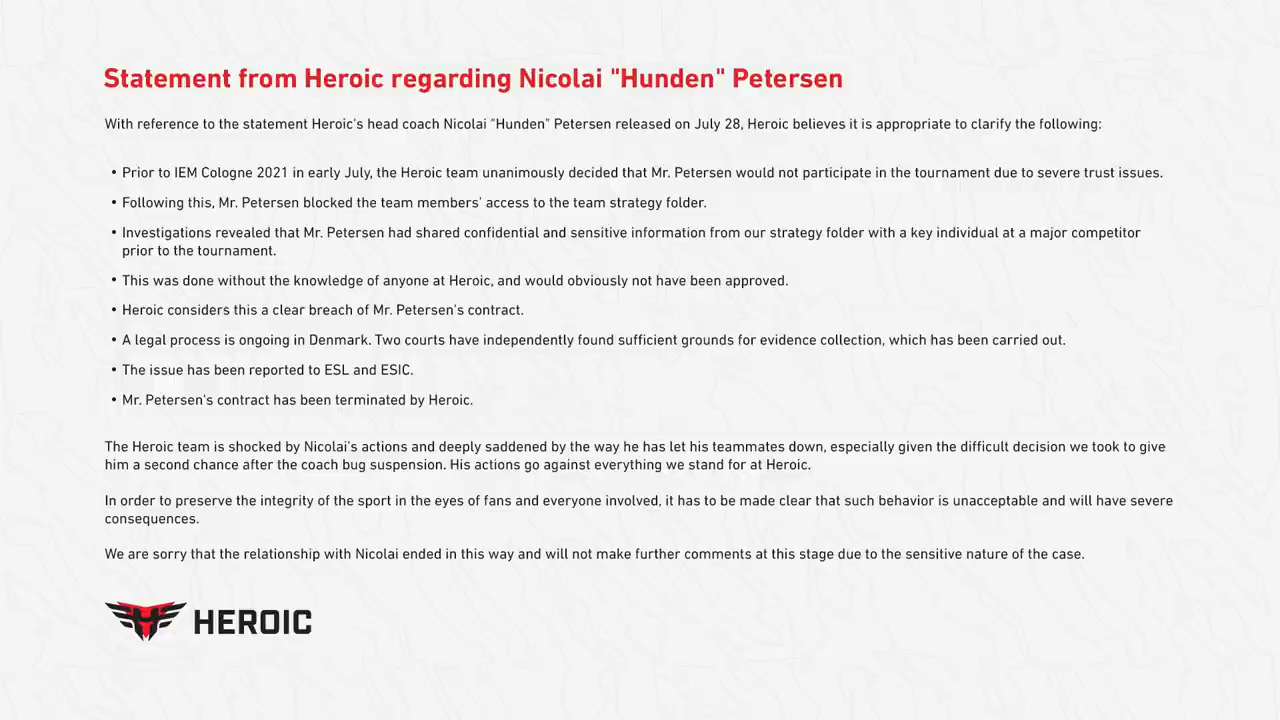 Statement from Heroic regarding Nicolai "Hunden" Petersen
With reference to the statement Heroic's head coach Nicolai "Hunden" Petersen released on July 28, Heroic believes it is appropriate to clarify the following:
• Prior to IEM Cologne 2021 in early July, the Heroic team unanimously decided that Mr. Petersen would not participate in the tournament due to severe trust issues.
• Following this, Mr. Petersen blocked the team members' access to the team strategy folder.
• Investigations revealed that Mr. Petersen had shared confidential and sensitive information from our strategy folder with a key individual at a major competitor
prior to the tournament.
• This was done without the knowledge of anyone at Heroic, and would obviously not have been approved.
• Heroic considers this a clear breach of Mr. Petersen's contract.
• A legal process is ongoing in Denmark. Two courts have independently found sufficient grounds for evidence collection, which has been carried out.
• The issue has been reported to ESL and ESIC.
• Mr. Petersen's contract has been terminated by Heroic.
The Heroic team is shocked by Nicolai's actions and deeply saddened by the way he has let his teammates down, especially given the difficult decision we took to give
him a second chance after the coach bug suspension. His actions go against everything we stand for at Heroic.
In order to preserve the integrity of the sport in the eyes of fans and everyone involved, it has to be made clear that such behavior is unacceptable and will have severe
consequences.
We are sorry that the relationship with Nicolai ended in this way and will not make further comments at this stage due to the sensitive nature of the case.
HEROIC